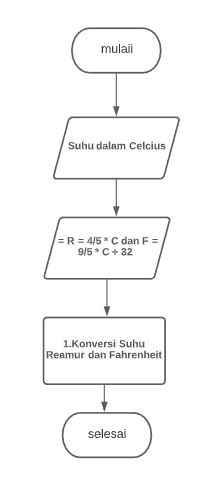 mulaii
Suhu dalam Celcius
= R = 4/5 * C dan F =
9/5 * C + 32
1.Konversi Suhu
Reamur dan Fahrenheit
selesai